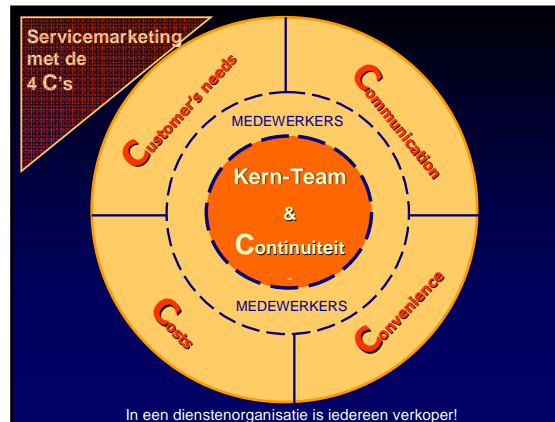 Servicemarketing
met de
4 C's
Customer's needs
Communication
MEDEWERKERS
Kern-Team
&
Continuiteit
-
MEDEWERKERS
Costs
Convenience
In een dienstenorganisatie is iedereen verkoper!